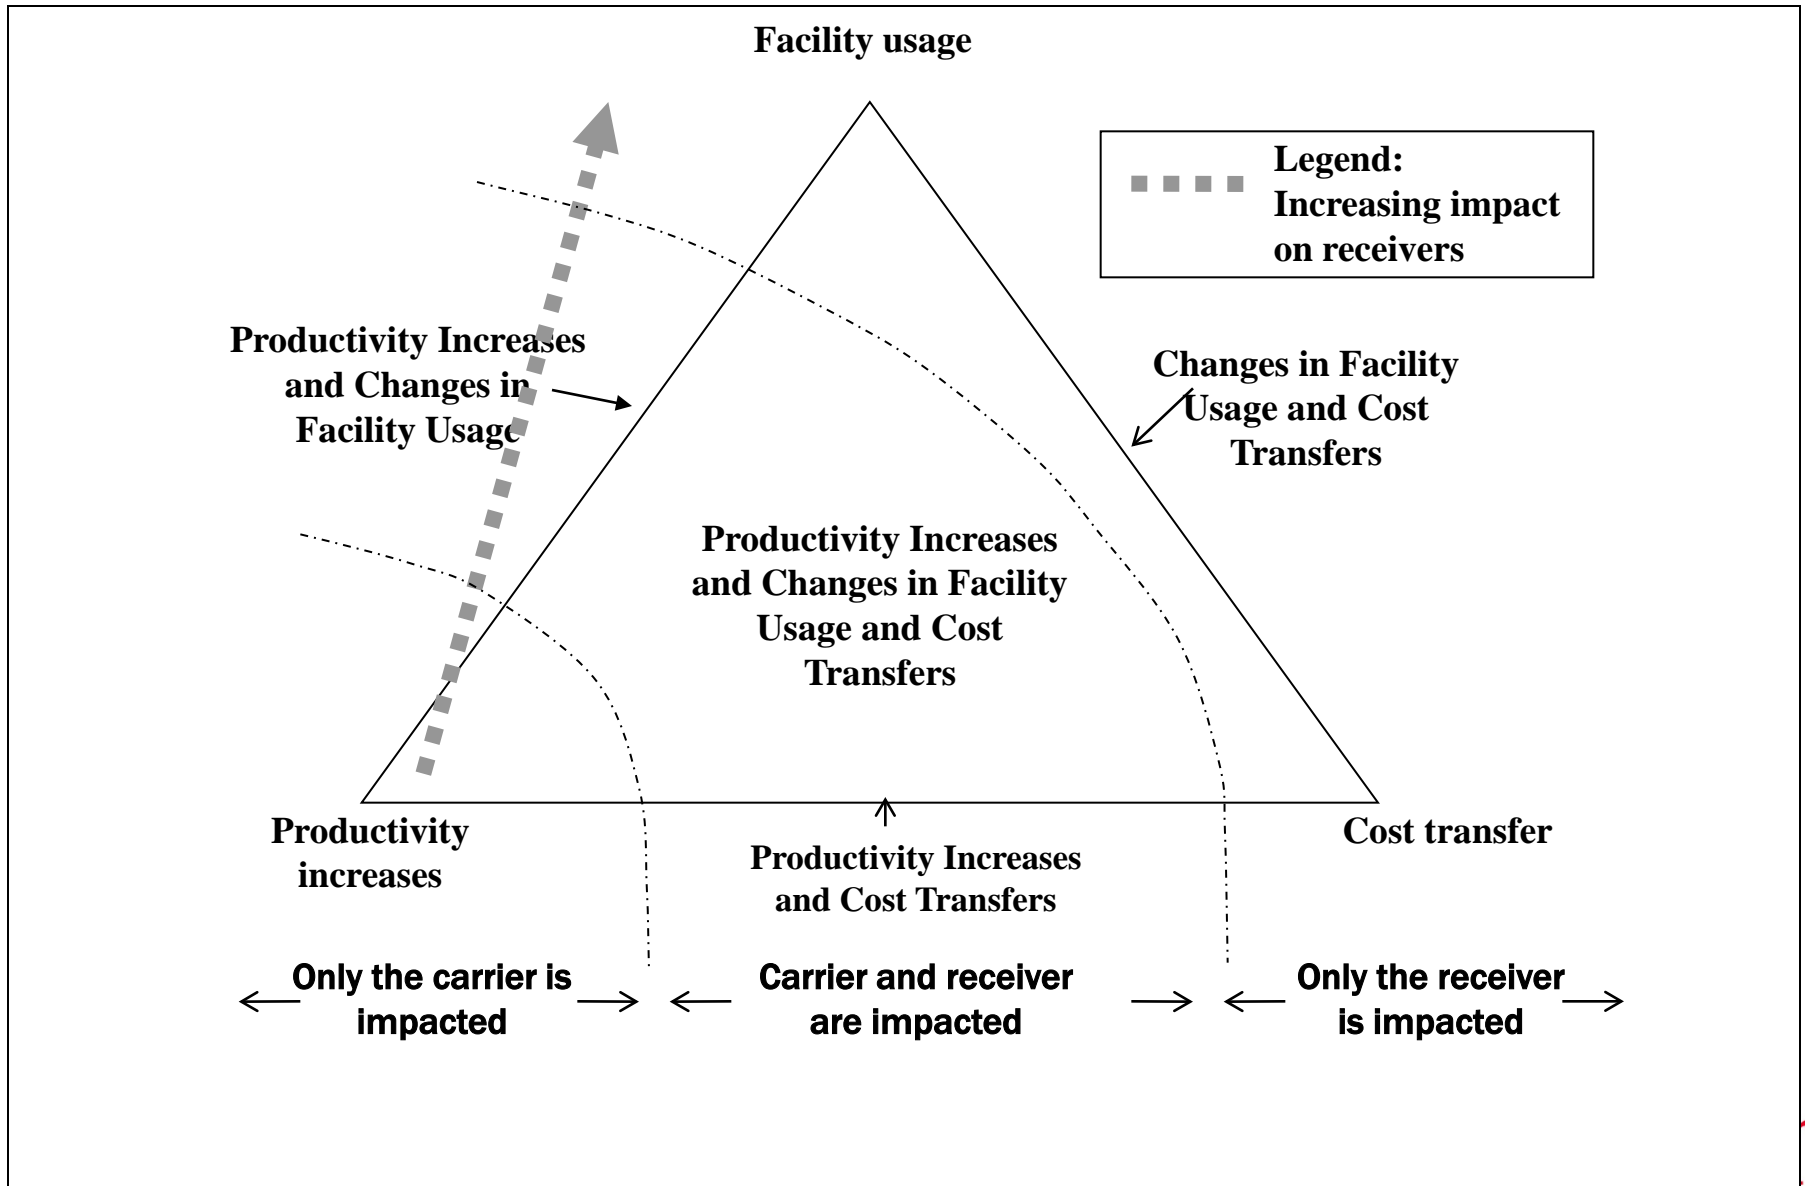 Facility usage
Legend:
Increasing impact
on receivers
Productivity Increases
and Changes in
Facility Usage
Changes in Facility
Usage and Cost
Transfers
Productivity Increases
and Changes in Facility
Usage and Cost
Transfers
Productivity
increases
Cost transfer
Productivity Increases
and Cost Transfers
Only the carrier is
impacted
Carrier and receiver
are impacted
Only the receiver
is impacted